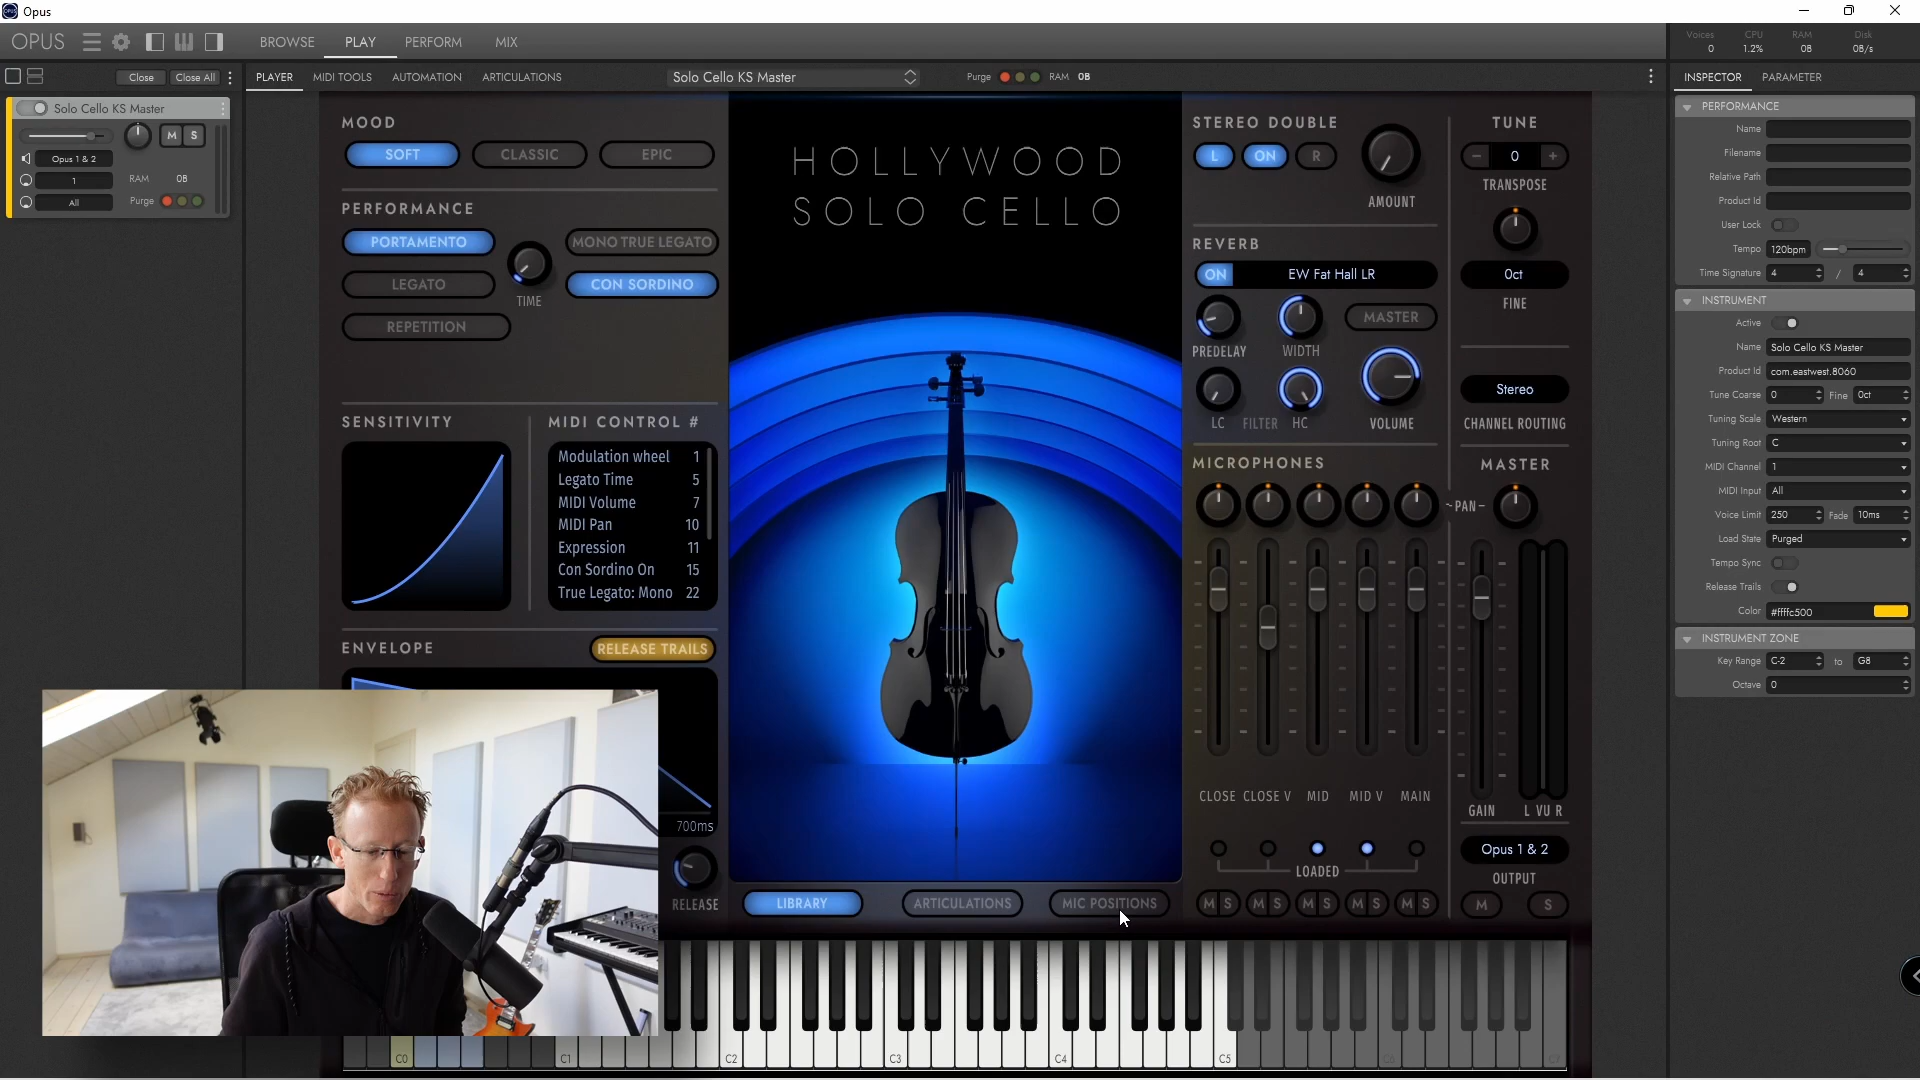 Opus
OPUS
BROWSE PLAY PERFORM MIX
Voices CPU RAM Disk
0 1.2% 0B 0B/s
Close Close All
PLAYER MIDI TOOLS AUTOMATION ARTICULATIONS
Solo Cello KS Master
Purge RAM 0B
INSPECTOR PARAMETER
Solo Cello KS Master
M S
Opus 1 & 2
1
RAM 0B
All
Purge
MOOD
SOFT CLASSIC EPIC
PERFORMANCE
PORTAMENTO
MONO TRUE LEGATO
LEGATO
TIME
CON SORDINO
REPETITION
SENSITIVITY
MIDI CONTROL #
Modulation wheel 1
Legato Time 5
MIDI Volume 7
MIDI Pan 10
Expression 11
Con Sordino On 15
True Legato: Mono 22
ENVELOPE
RELEASE TRAILS
700ms
RELEASE
HOLLYWOOD
SOLO CELLO
LIBRARY ARTICULATIONS MIC POSITIONS
STEREO DOUBLE
L ON R
AMOUNT
REVERB
ON EW Fat Hall LR
PREDELAY WIDTH
MASTER
LC FILTER HC
VOLUME
MICROPHONES
~PAN~
CLOSE CLOSE V MID MID V MAIN
LOADED
M S M S M S M S M S
TUNE
- 0 +
TRANSPOSE
0ct
FINE
Stereo
CHANNEL ROUTING
MASTER
GAIN L VU R
Opus 1 & 2
OUTPUT
M S
C0 C1 C2 C3 C4 C5 C6 C7
PERFORMANCE
Name
Filename
Relative Path
Product Id
User Lock
Tempo 120bpm
Time Signature 4 / 4
INSTRUMENT
Active
Name Solo Cello KS Master
Product Id com.eastwest.8060
Tune Coarse 0 Fine 0ct
Tuning Scale Western
Tuning Root C
MIDI Channel 1
MIDI Input All
Voice Limit 250 Fade 10ms
Load State Purged
Tempo Sync
Release Trails
Color #ffffc500
INSTRUMENT ZONE
Key Range C-2 to G8
Octave 0